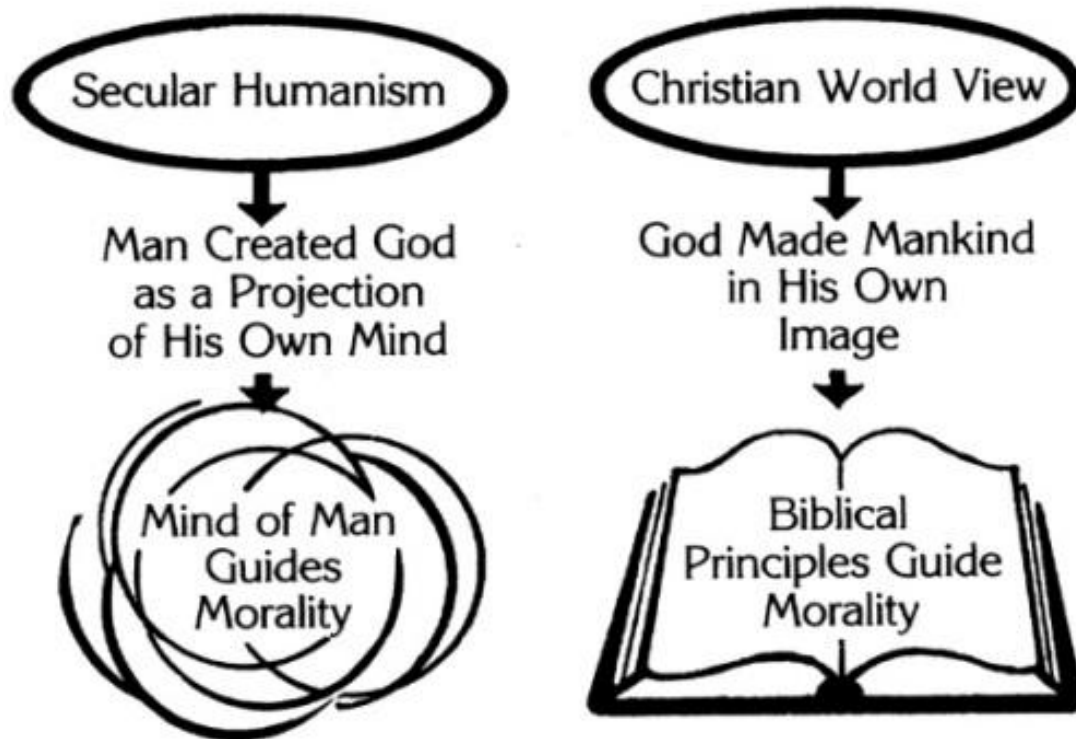 Secular Humanism
Man Created God
as a Projection
of His Own Mind
Mind of Man
Guides
Morality
Christian World View
God Made Mankind
in His Own
Image
Biblical
Principles Guide
Morality